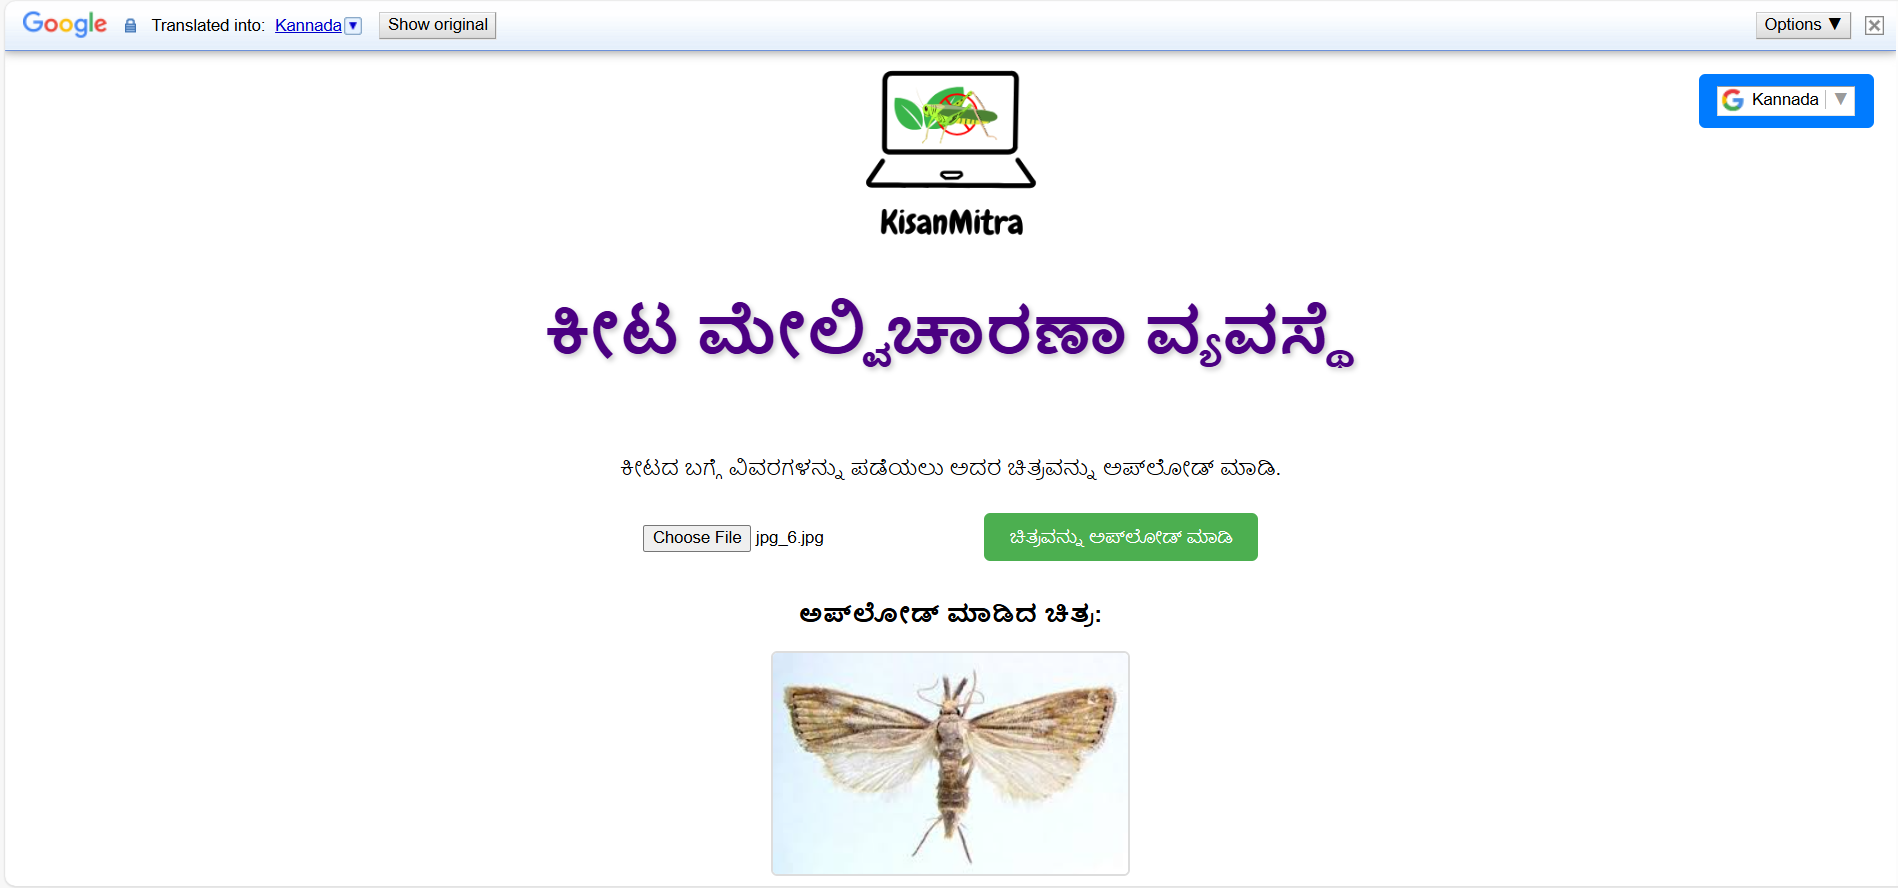 Google Translated into: Kannada ▼ Show original Options ▼
Kannada ▼
KisanMitra
ಕೀಟ ಮೇಲ್ವಿಚಾರಣಾ ವ್ಯವಸ್ಥೆ
ಕೀಟದ ಬಗ್ಗೆ ವಿವರಗಳನ್ನು ಪಡೆಯಲು ಅದರ ಚಿತ್ರವನ್ನು ಅಪ್‌ಲೋಡ್ ಮಾಡಿ.
Choose File jpg_6.jpg ಚಿತ್ರವನ್ನು ಅಪ್‌ಲೋಡ್ ಮಾಡಿ
ಅಪ್‌ಲೋಡ್ ಮಾಡಿದ ಚಿತ್ರ: